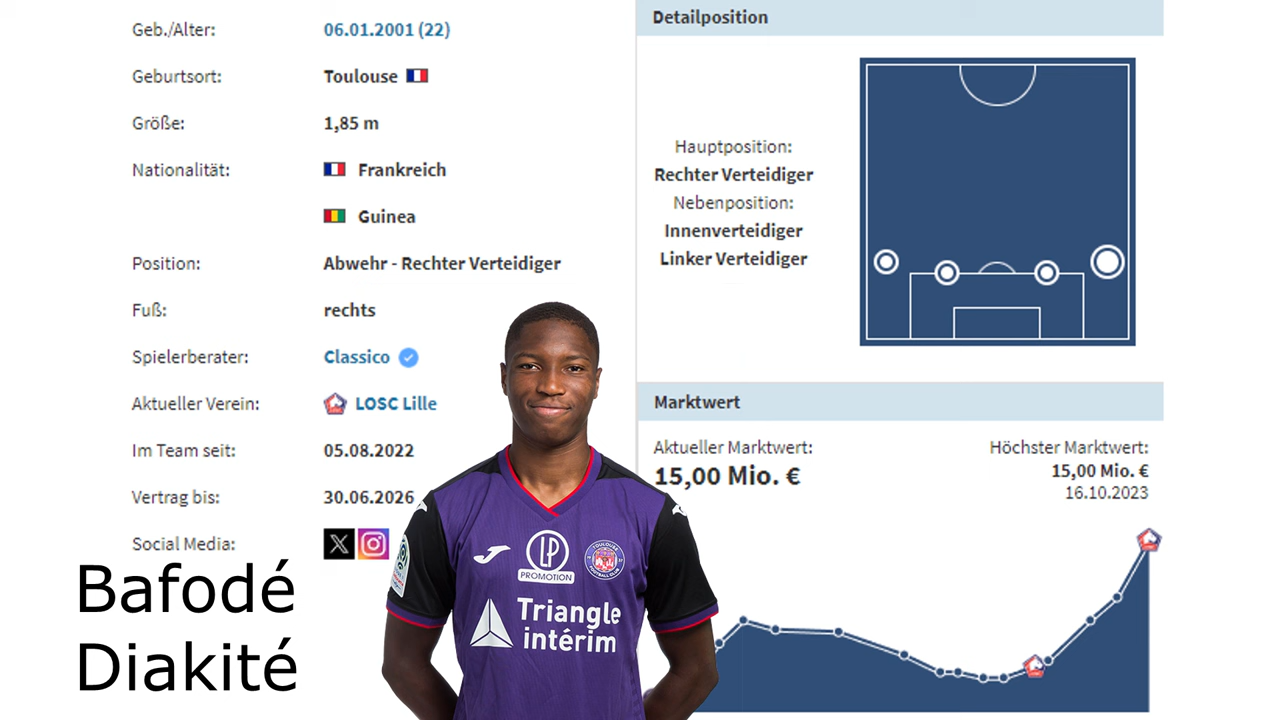 Geb./Alter: 06.01.2001 (22)
Geburtsort: Toulouse
Größe: 1,85 m
Nationalität: Frankreich
Guinea
Position: Abwehr - Rechter Verteidiger
Fuß: rechts
Spielerberater: Classico
Aktueller Verein: LOSC Lille
Im Team seit: 05.08.2022
Vertrag bis: 30.06.2026
Social Media:
Bafodé
Diakité
Detailposition
Hauptposition:
Rechter Verteidiger
Nebenposition:
Innenverteidiger
Linker Verteidiger
Marktwert
Aktueller Marktwert:
15,00 Mio. €
Höchster Marktwert:
15,00 Mio. €
16.10.2023
LP
PROMOTION
TOULOUSE
FOOTBALL CLUB
Triangle
intérim